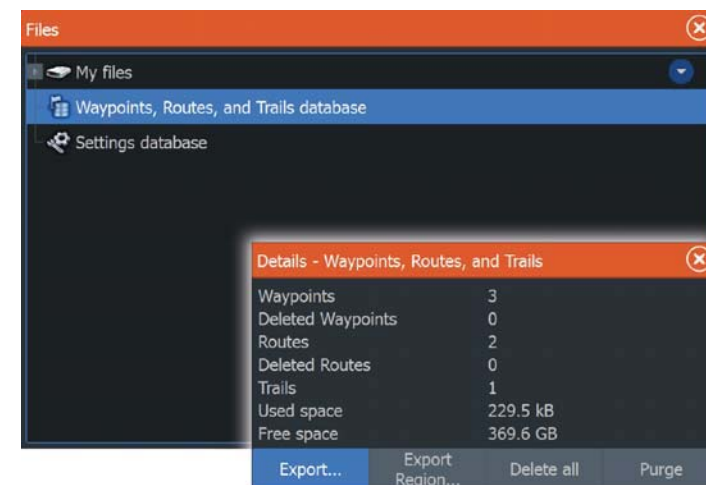 Files
My files
Waypoints, Routes, and Trails database
Settings database
Details - Waypoints, Routes, and Trails
Waypoints 3
Deleted Waypoints 0
Routes 2
Deleted Routes 0
Trails 1
Used space 229.5 kB
Free space 369.6 GB
Export... Export Region... Delete all Purge